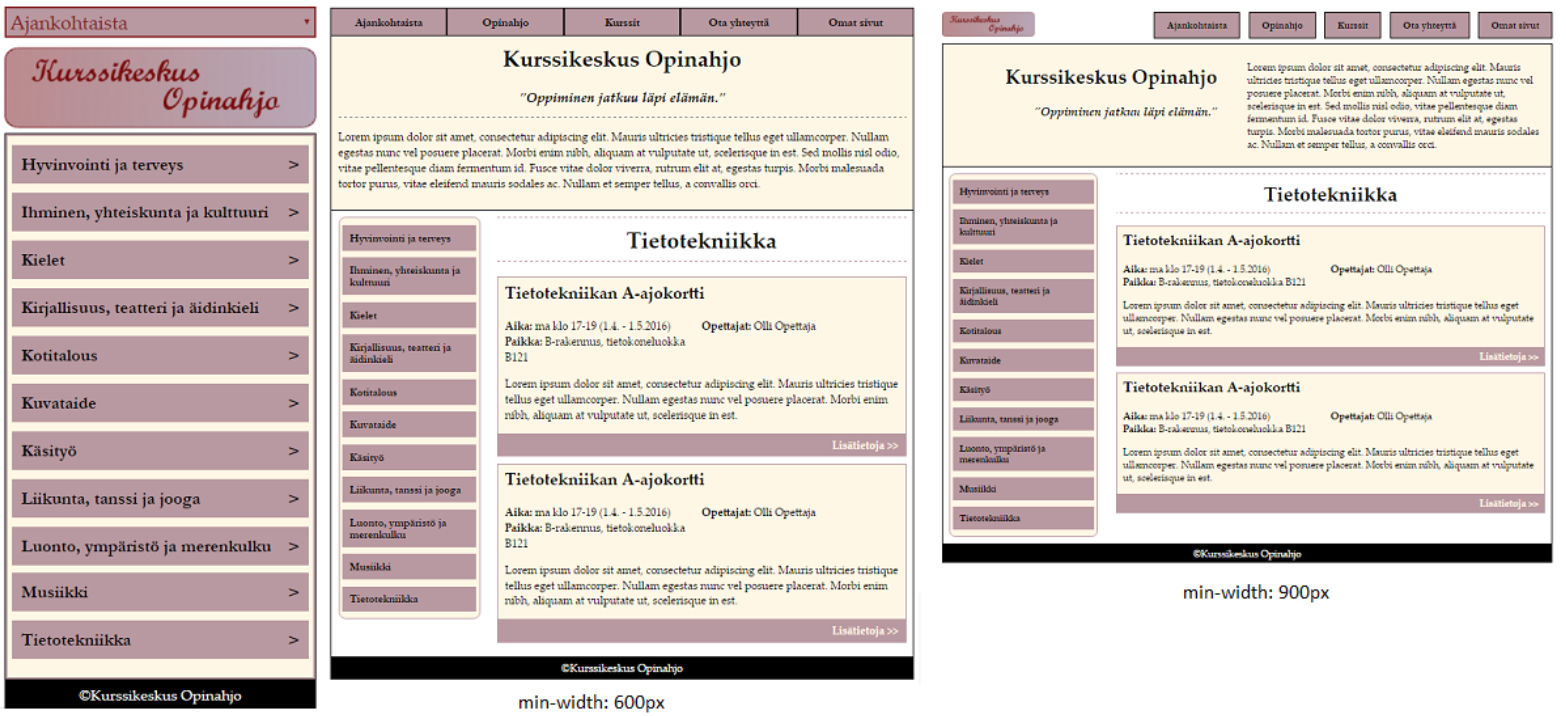 Ajankohtaista
Kurssikeskus
Opinahjo
Hyvinvointi ja terveys >
Ihminen, yhteiskunta ja kulttuuri >
Kielet >
Kirjallisuus, teatteri ja äidinkieli >
Kotitalous >
Kuvataide >
Käsityö >
Liikunta, tanssi ja jooga >
Luonto, ympäristö ja merenkulku >
Musiikki >
Tietotekniikka >
©Kurssikeskus Opinahjo
Ajankohtaista Opinahjo Kurssit Ota yhteyttä Omat sivut
Kurssikeskus Opinahjo
"Oppiminen jatkuu läpi elämän."
Lorem ipsum dolor sit amet, consectetur adipiscing elit. Mauris ultricies tristique tellus eget ullamcorper. Nullam
egestas nunc vel posuere placerat. Morbi enim nibh, aliquam at vulputate ut, scelerisque in est. Sed mollis nisl odio,
vitae pellentesque diam fermentum id. Fusce vitae dolor viverra, rutrum elit at, egestas turpis. Morbi malesuada
tortor purus, vitae eleifend mauris sodales ac. Nullam et semper tellus, a convallis orci.
Hyvinvointi ja terveys
Ihminen, yhteiskunta ja
kulttuuri
Kielet
Kirjallisuus, teatteri ja
äidinkieli
Kotitalous
Kuvataide
Käsityö
Liikunta, tanssi ja jooga
Luonto, ympäristö ja
merenkulku
Musiikki
Tietotekniikka
Tietotekniikka
Tietotekniikan A-ajokortti
Aika: ma klo 17-19 (1.4. - 1.5.2016) Opettajat: Olli Opettaja
Paikka: B-rakennus, tietokoneluokka
B121
Lorem ipsum dolor sit amet, consectetur adipiscing elit. Mauris ultricies tristique
tellus eget ullamcorper. Nullam egestas nunc vel posuere placerat. Morbi enim
nibh, aliquam at vulputate ut, scelerisque in est.
Lisätietoja >>
Tietotekniikan A-ajokortti
Aika: ma klo 17-19 (1.4. - 1.5.2016) Opettajat: Olli Opettaja
Paikka: B-rakennus, tietokoneluokka
B121
Lorem ipsum dolor sit amet, consectetur adipiscing elit. Mauris ultricies tristique
tellus eget ullamcorper. Nullam egestas nunc vel posuere placerat. Morbi enim
nibh, aliquam at vulputate ut, scelerisque in est.
Lisätietoja >>
©Kurssikeskus Opinahjo
min-width: 600px
Kurssikeskus
Opinahjo
Ajankohtaista Opinahjo Kurssit Ota yhteyttä Omat sivut
Kurssikeskus Opinahjo
"Oppiminen jatkuu läpi elämän."
Lorem ipsum dolor sit amet, consectetur adipiscing elit. Mauris
ultricies tristique tellus eget ullamcorper. Nullam egestas nunc vel
posuere placerat. Morbi enim nibh, aliquam at vulputate ut,
scelerisque in est. Sed mollis nisl odio, vitae pellentesque diam
fermentum id. Fusce vitae dolor viverra, rutrum elit at, egestas
turpis. Morbi malesuada tortor purus, vitae eleifend mauris sodales
ac. Nullam et semper tellus, a convallis orci.
Hyvinvointi ja terveys
Ihminen, yhteiskunta ja
kulttuuri
Kielet
Kirjallisuus, teatteri ja
äidinkieli
Kotitalous
Kuvataide
Käsityö
Liikunta, tanssi ja jooga
Luonto, ympäristö ja
merenkulku
Musiikki
Tietotekniikka
Tietotekniikka
Tietotekniikan A-ajokortti
Aika: ma klo 17-19 (1.4. - 1.5.2016) Opettajat: Olli Opettaja
Paikka: B-rakennus, tietokoneluokka B121
Lorem ipsum dolor sit amet, consectetur adipiscing elit. Mauris ultricies tristique tellus eget
ullamcorper. Nullam egestas nunc vel posuere placerat. Morbi enim nibh, aliquam at vulputate
ut, scelerisque in est.
Lisätietoja >>
Tietotekniikan A-ajokortti
Aika: ma klo 17-19 (1.4. - 1.5.2016) Opettajat: Olli Opettaja
Paikka: B-rakennus, tietokoneluokka B121
Lorem ipsum dolor sit amet, consectetur adipiscing elit. Mauris ultricies tristique tellus eget
ullamcorper. Nullam egestas nunc vel posuere placerat. Morbi enim nibh, aliquam at vulputate
ut, scelerisque in est.
Lisätietoja >>
©Kurssikeskus Opinahjo
min-width: 900px